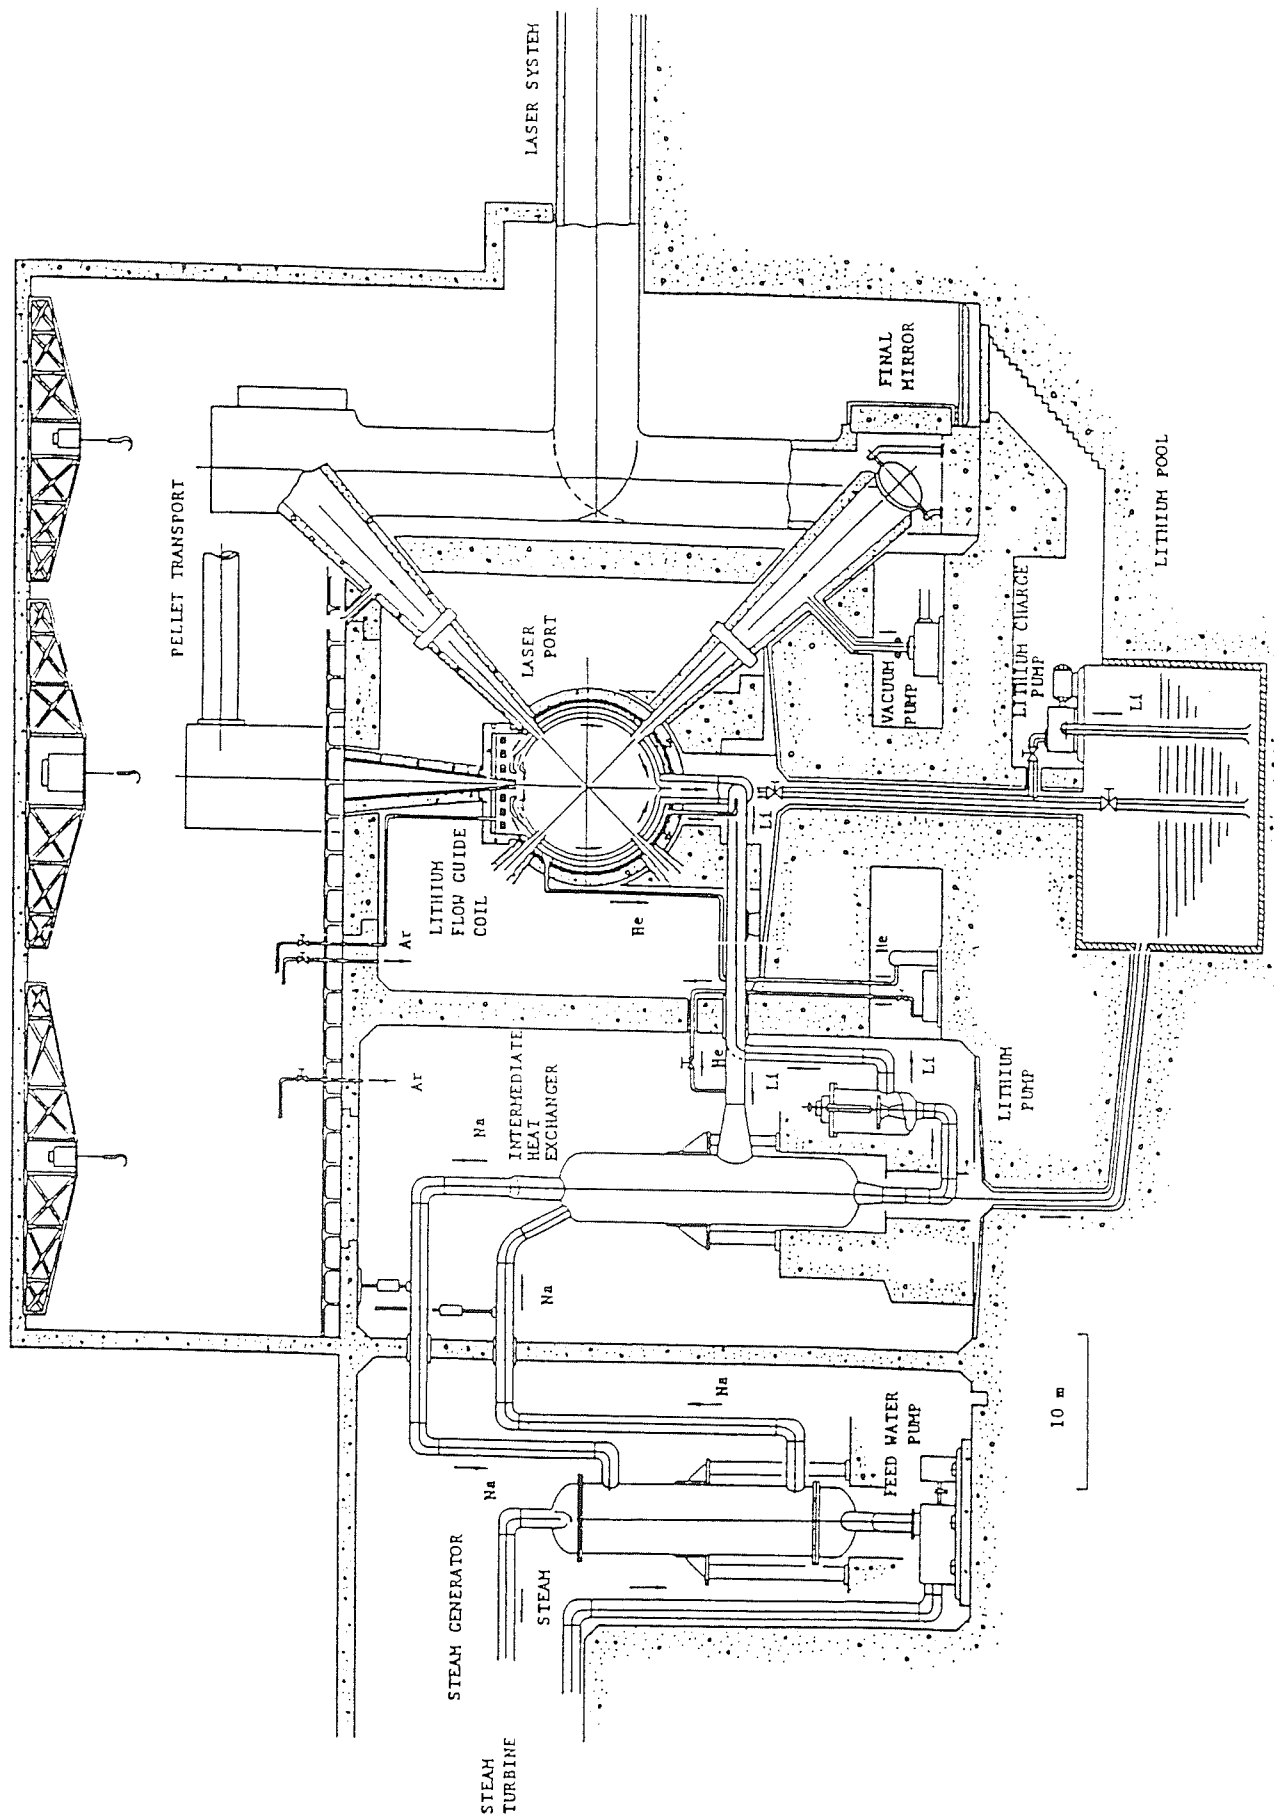 LASER SYSTEM
PELLET TRANSPORT
FINAL
MIRROR
LASER
PORT
LITHIUM POOL
LITHIUM CHARGE
PUMP
VACUUM
PUMP
Li
LITHIUM
FLOW GUIDE
COIL
Li
Ar
He
He
Ar
He
Li
Li
INTERMEDIATE
HEAT
EXCHANGER
Na
LITHIUM
PUMP
Na
Na
10 m
FEED WATER
PUMP
Na
STEAM GENERATOR
STEAM
STEAM
TURBINE